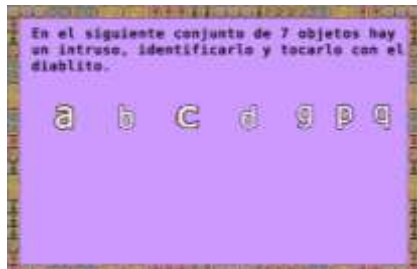 En el siguiente conjunto de 7 objetos hay
un intruso, identificarlo y tocarlo con el
diablito.
a b c d g p q